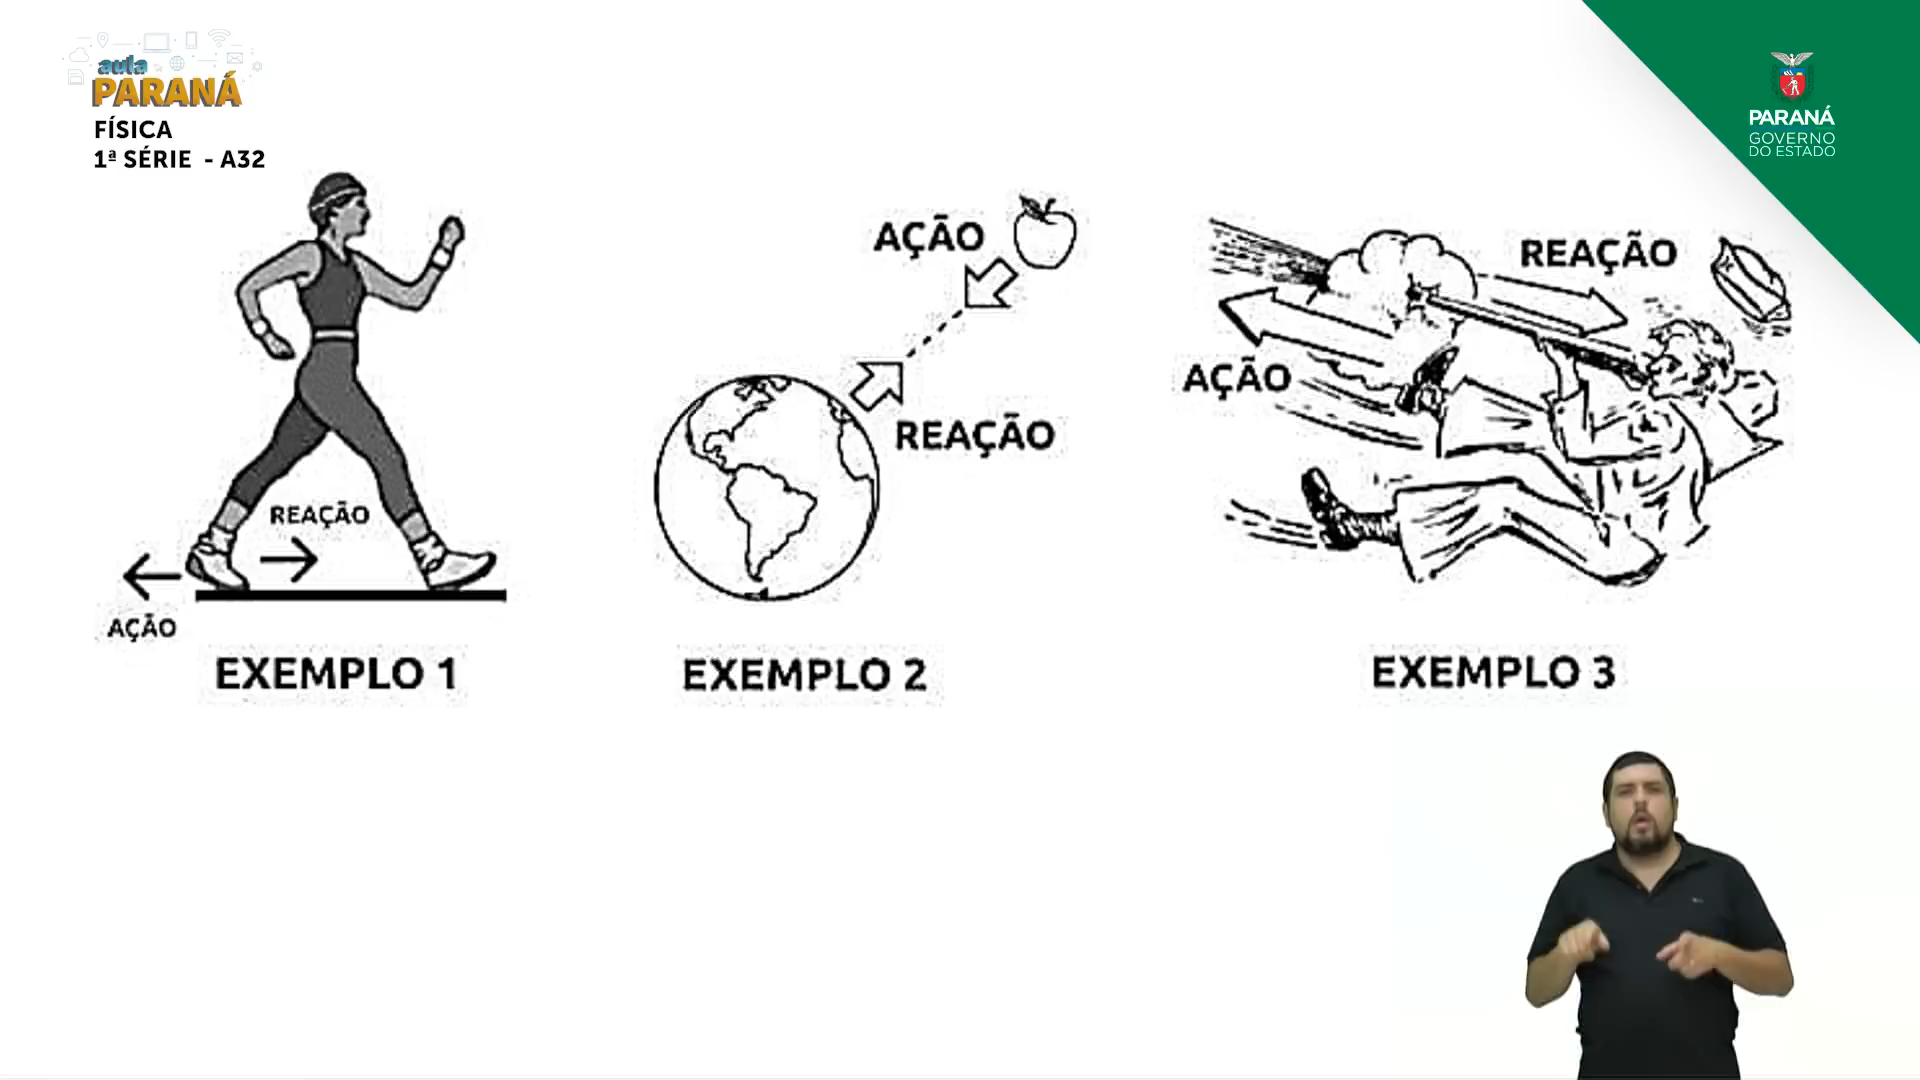 aula
PARANÁ
FÍSICA
1ª SÉRIE - A32
PARANÁ
GOVERNO
DO ESTADO
REAÇÃO
AÇÃO
EXEMPLO 1
AÇÃO
REAÇÃO
EXEMPLO 2
REAÇÃO
AÇÃO
EXEMPLO 3